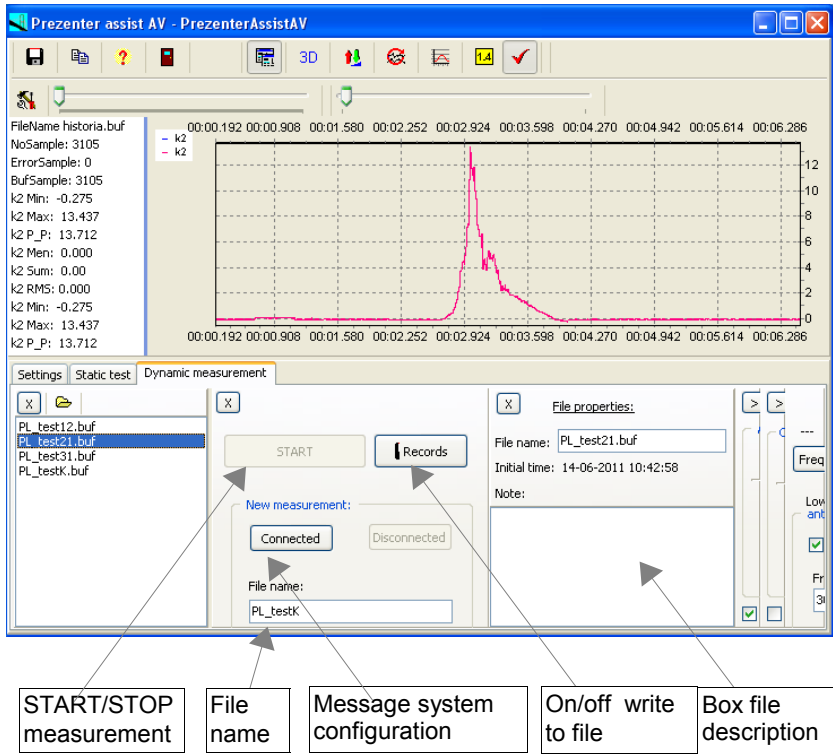 Prezenter assist AV - PrezenterAssistAV
? 3D 1.4
FileName historia.buf
NoSample: 3105
ErrorSample: 0
BufSample: 3105
k2 Min: -0.275
k2 Max: 13.437
k2 P_P: 13.712
k2 Men: 0.000
k2 Sum: 0.00
k2 RMS: 0.000
k2 Min: -0.275
k2 Max: 13.437
k2 P_P: 13.712
k2
k2
00:00.192 00:00.908 00:01.580 00:02.252 00:02.924 00:03.598 00:04.270 00:04.942 00:05.614 00:06.286
12
10
8
6
4
2
0
00:00.192 00:00.908 00:01.580 00:02.252 00:02.924 00:03.598 00:04.270 00:04.942 00:05.614 00:06.286
Settings Static test Dynamic measurement
X
PL_test12.buf
PL_test21.buf
PL_test31.buf
PL_testK.buf
X
START Records
New measurement:
Connected Disconnected
File name:
PL_testK
X File properties:
File name: PL_test21.buf
Initial time: 14-06-2011 10:42:58
Note:
> >
---
Freq
Low
ant
Fr
START/STOP
measurement
File
name
Message system
configuration
On/off write
to file
Box file
description